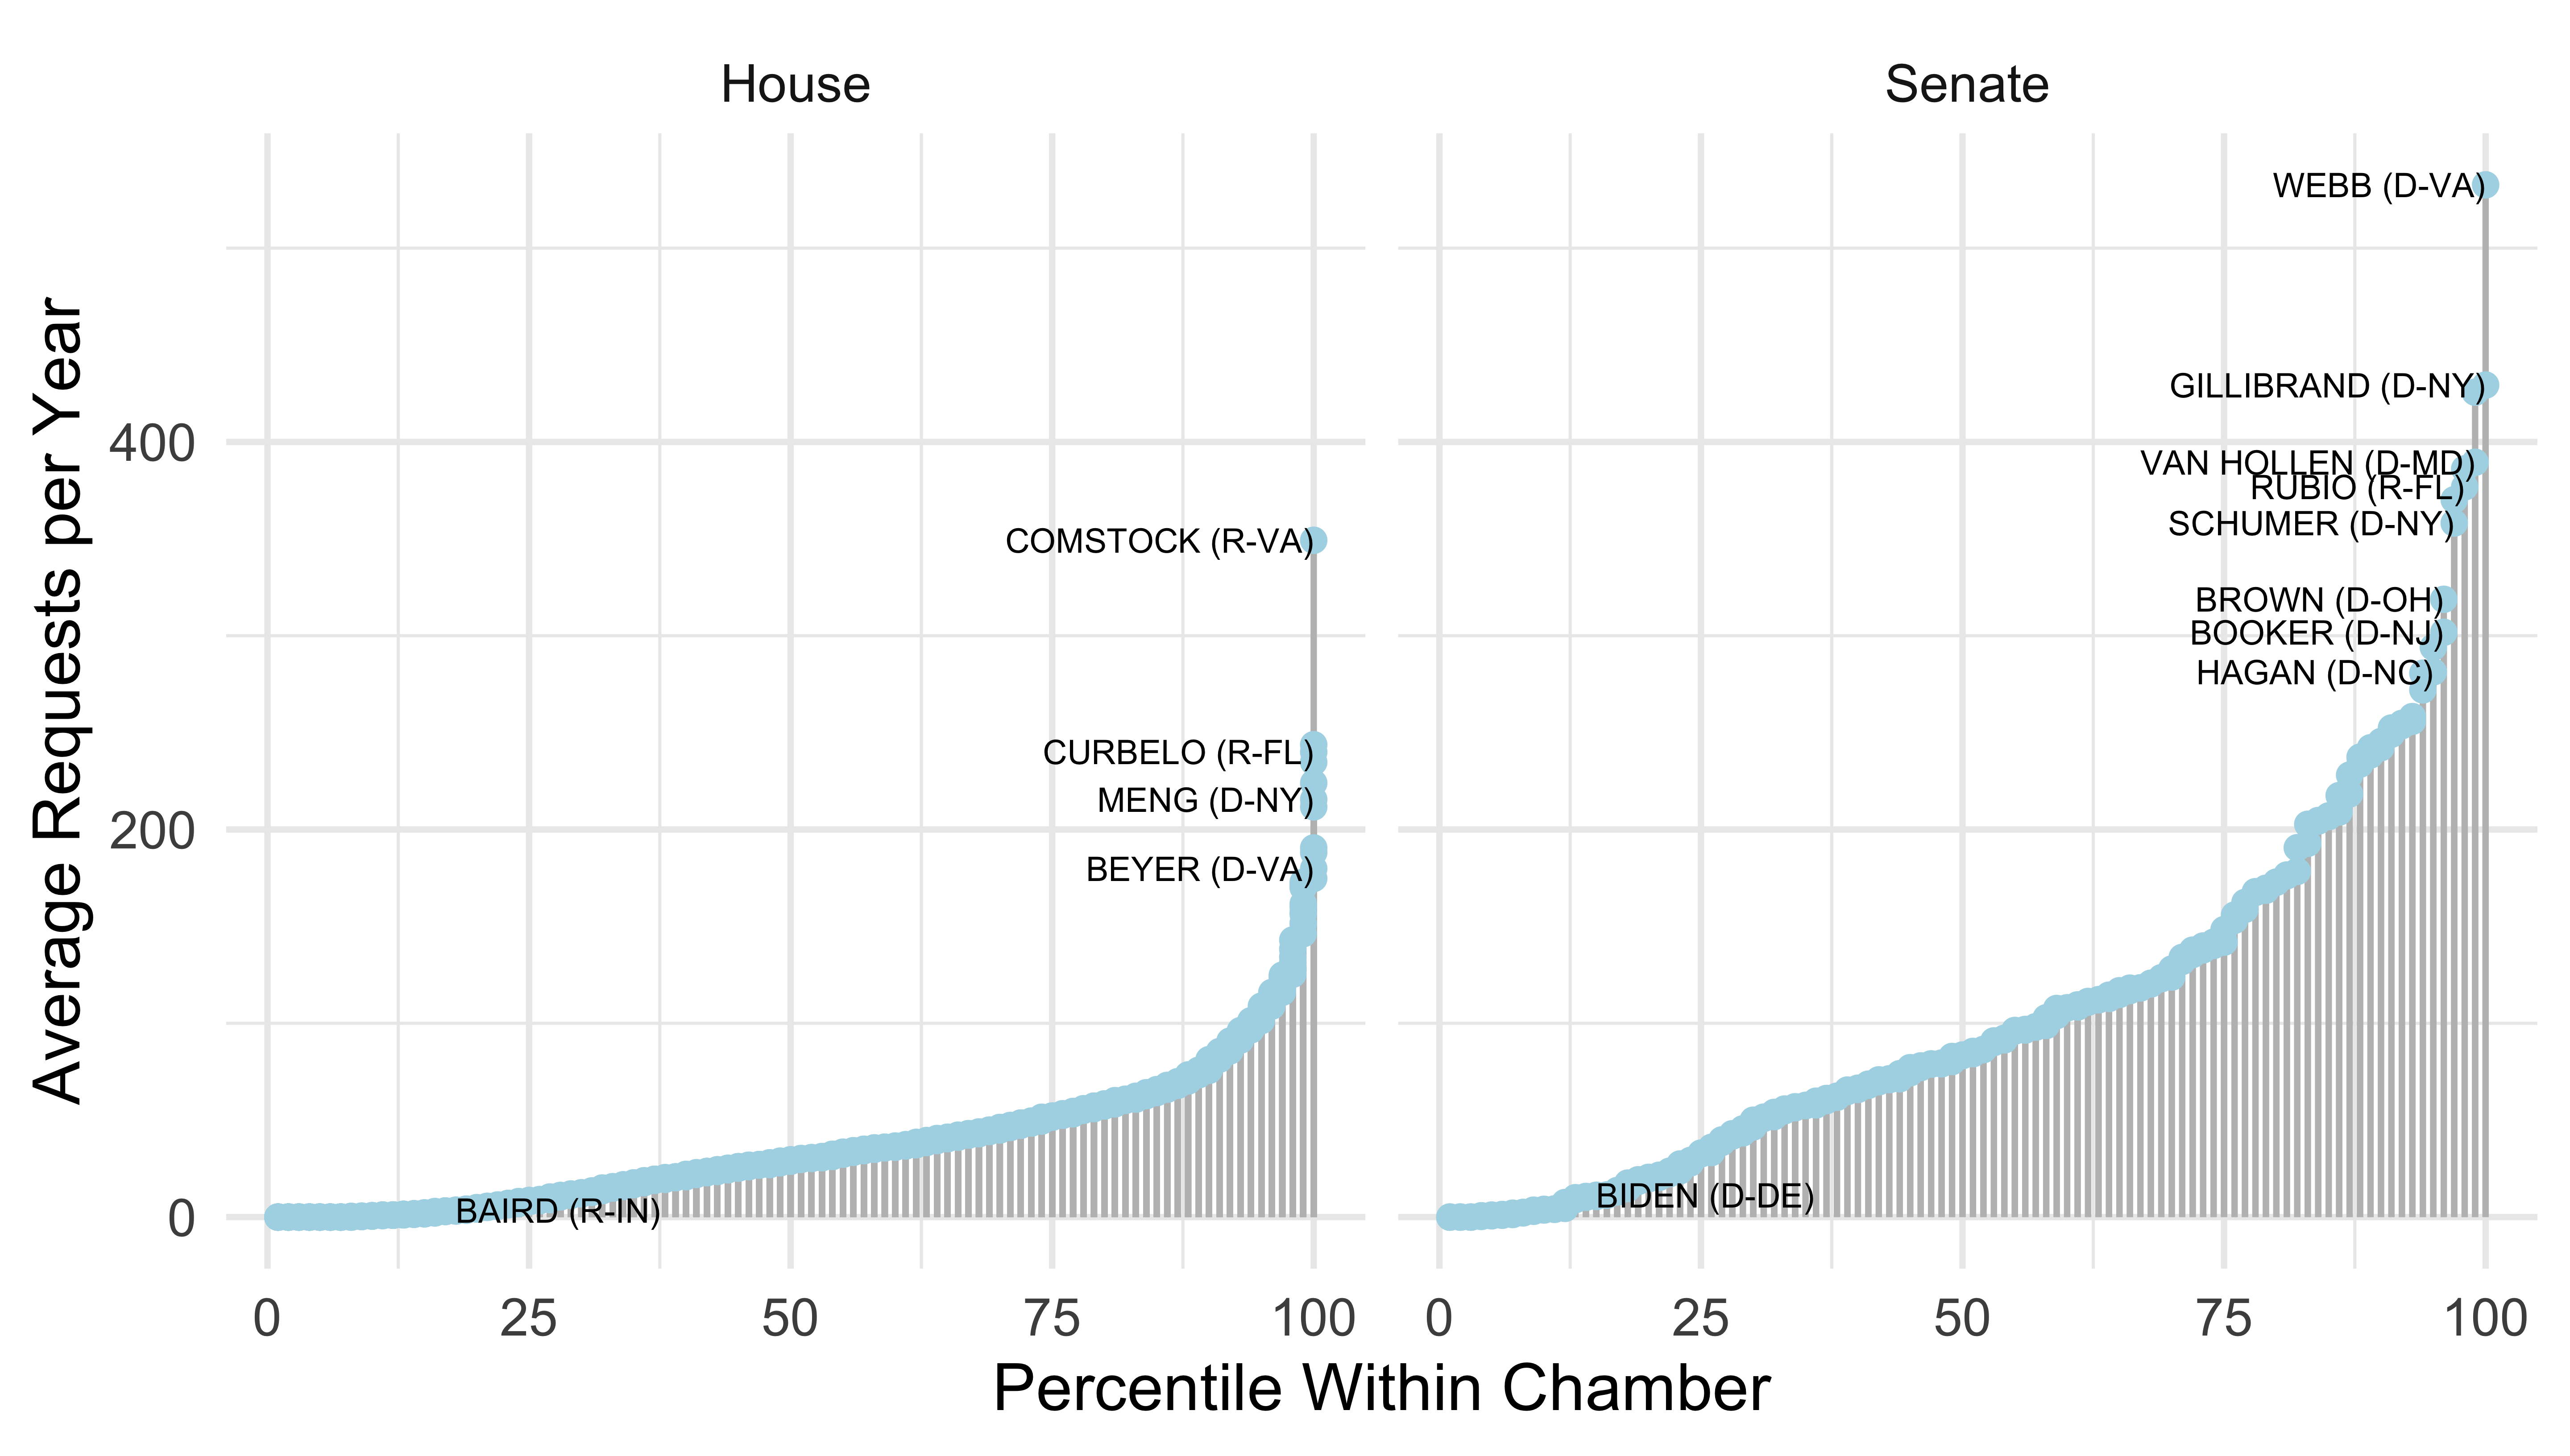 House
Senate
Average Requests per Year
400
200
0
COMSTOCK (R-VA)
CURBELO (R-FL)
MENG (D-NY)
BEYER (D-VA)
BAIRD (R-IN)
WEBB (D-VA)
GILLIBRAND (D-NY)
VAN HOLLEN (D-MD)
RUBIO (R-FL)
SCHUMER (D-NY)
BROWN (D-OH)
BOOKER (D-NJ)
HAGAN (D-NC)
BIDEN (D-DE)
0 25 50 75 100
0 25 50 75 100
Percentile Within Chamber